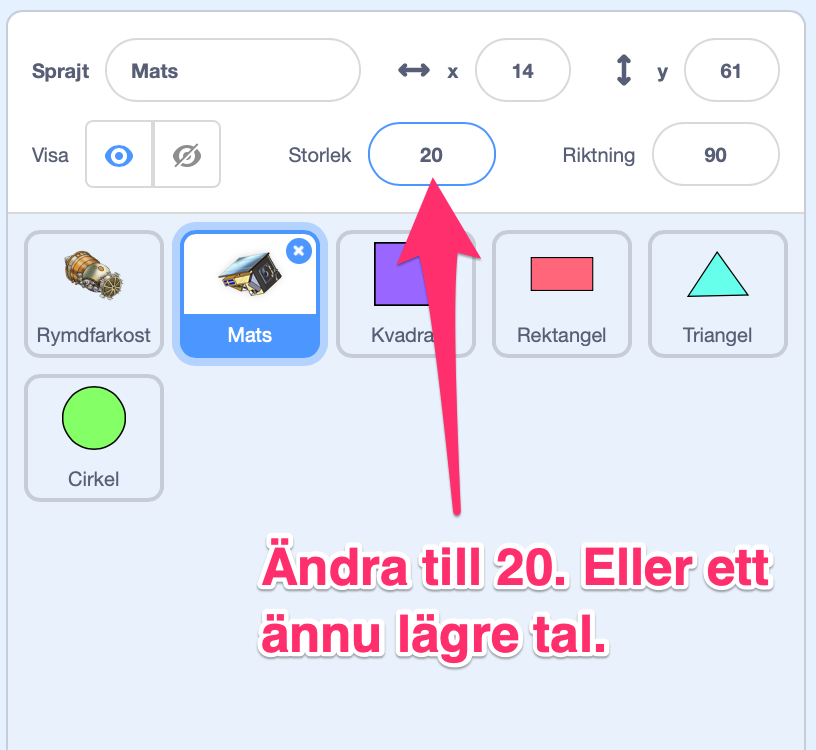 Sprajt Mats x 14 y 61
Visa Storlek 20 Riktning 90
Rymdfarkost Mats Kvadra Rektangel Triangel
Cirkel
Ändra till 20. Eller ett
ännu lägre tal.